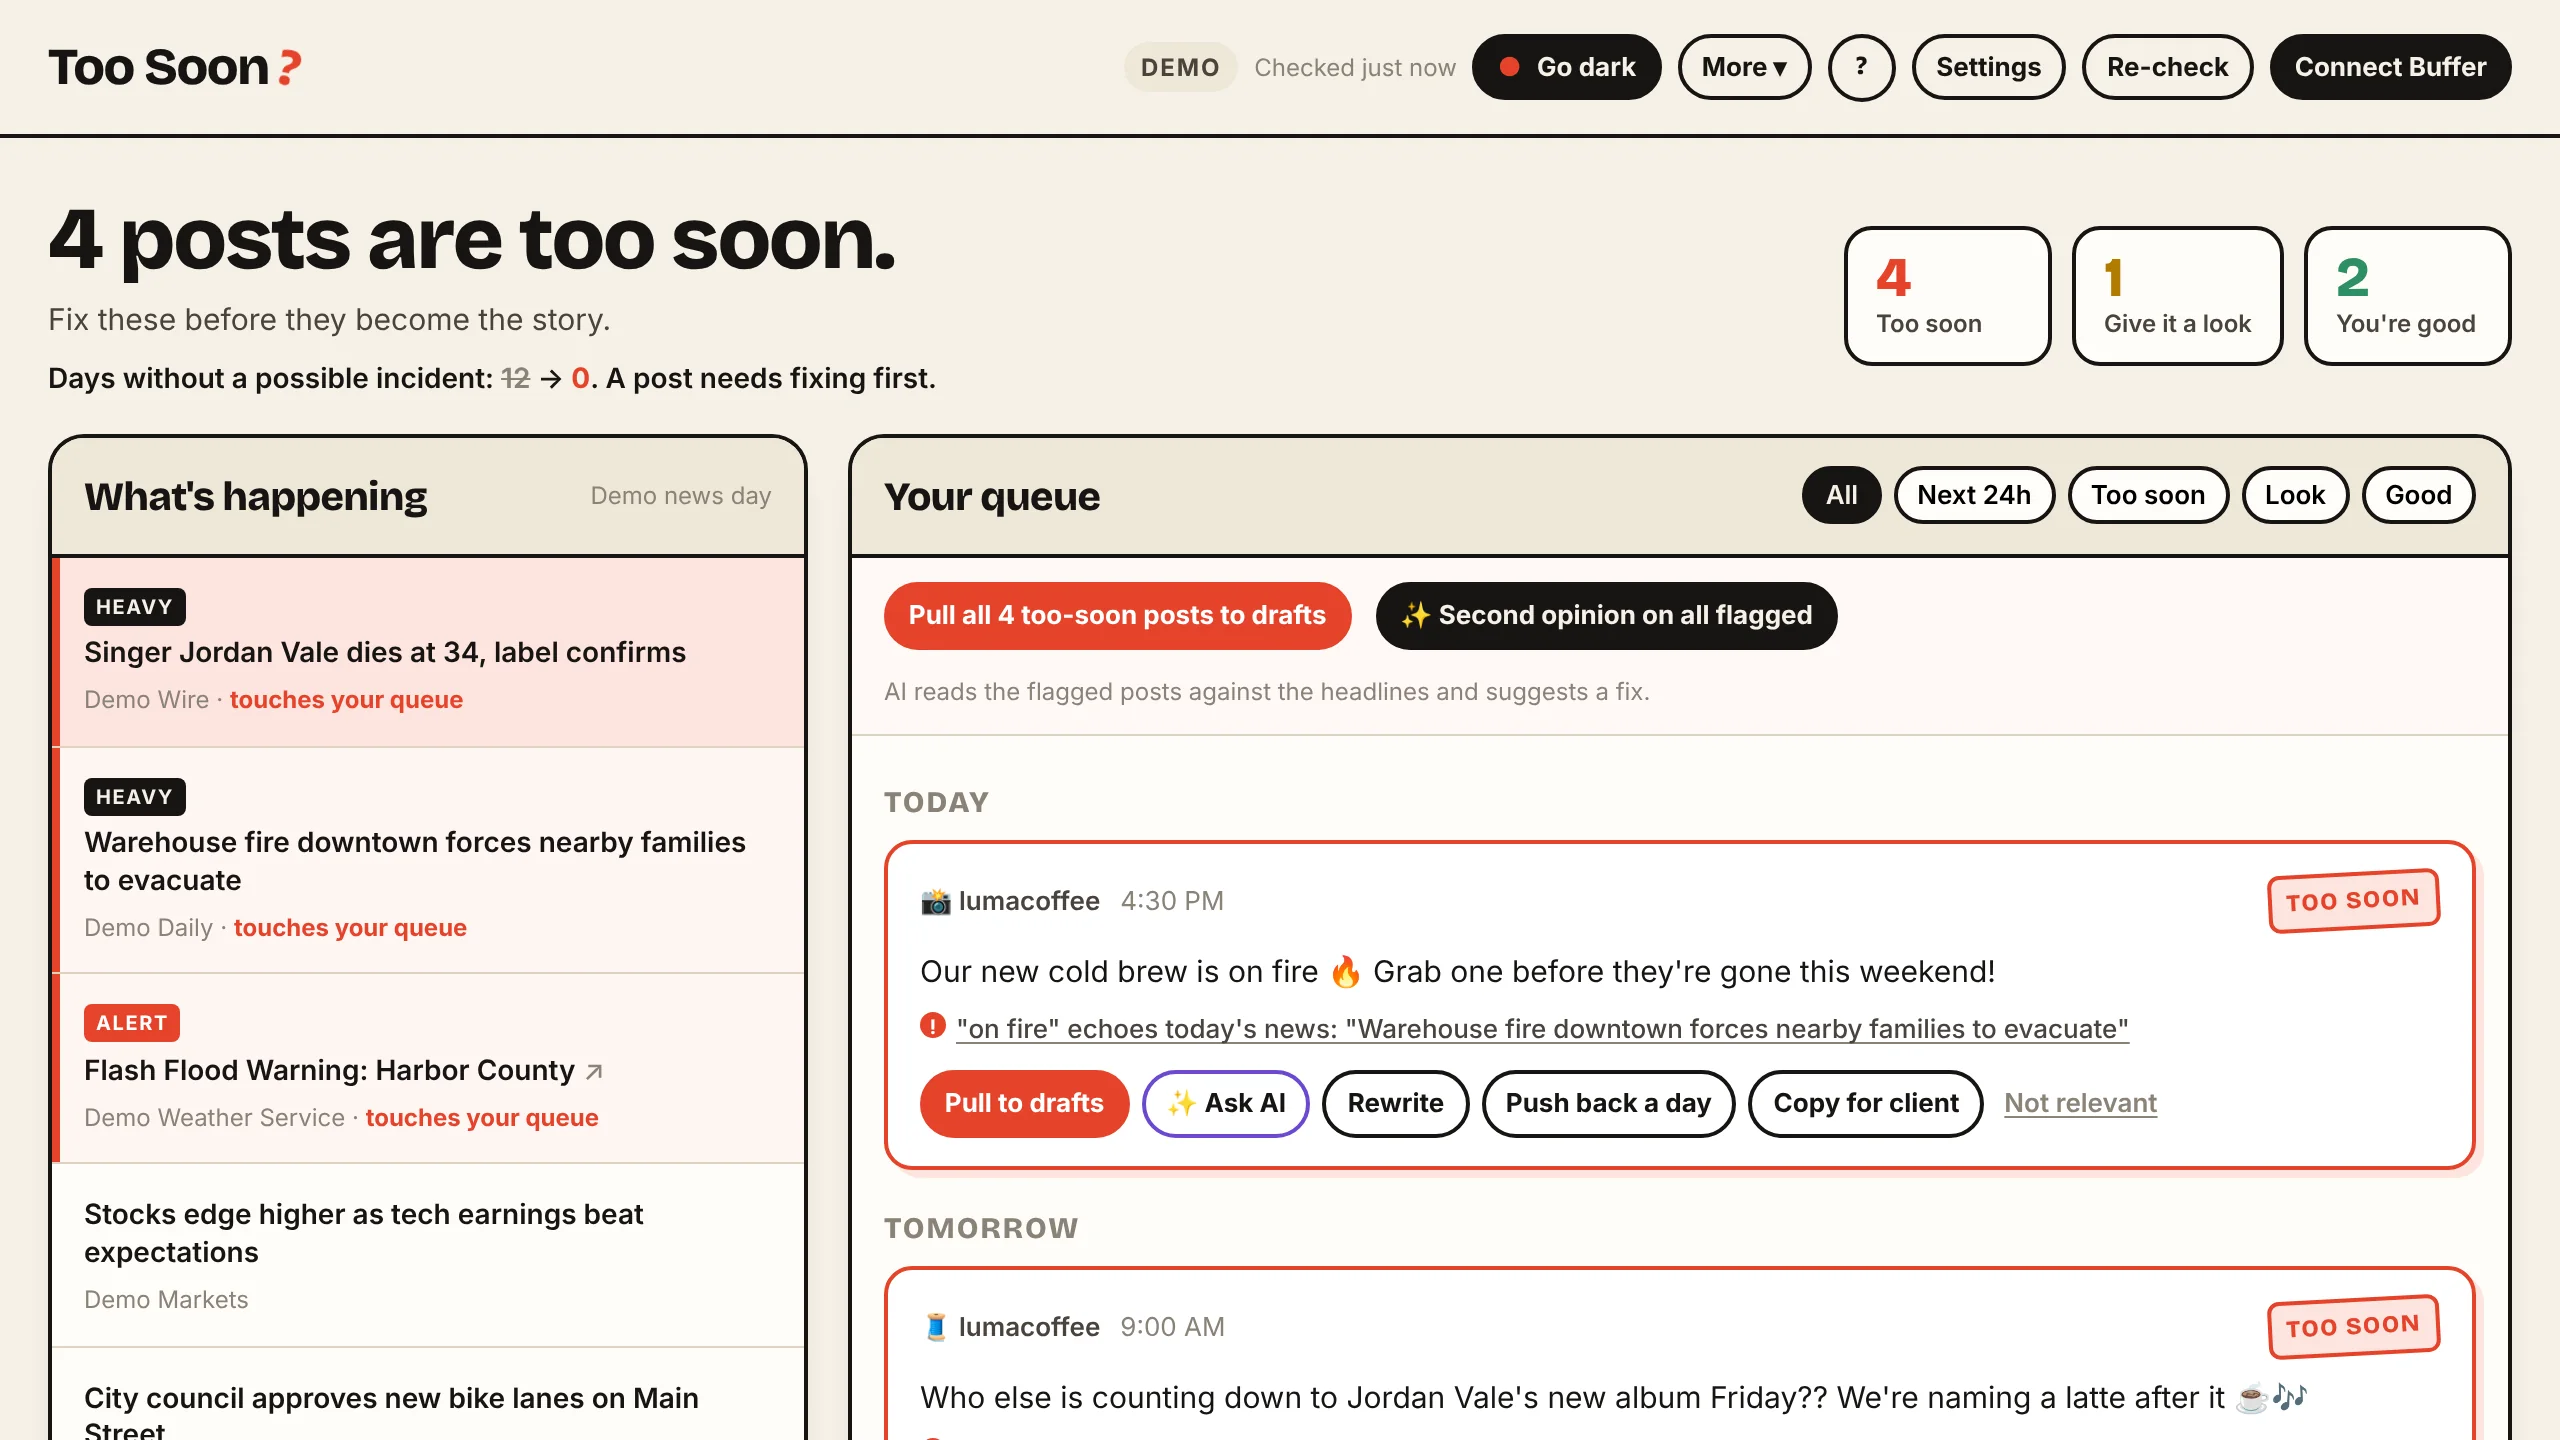 Too Soon?
DEMO
Checked just now
Go dark
More ▾
?
Settings
Re-check
Connect Buffer
4 posts are too soon.
Fix these before they become the story.
Days without a possible incident: 12 → 0. A post needs fixing first.
4
Too soon
1
Give it a look
2
You're good
What's happening
Demo news day
HEAVY
Singer Jordan Vale dies at 34, label confirms
Demo Wire · touches your queue
HEAVY
Warehouse fire downtown forces nearby families
to evacuate
Demo Daily · touches your queue
ALERT
Flash Flood Warning: Harbor County ↗
Demo Weather Service · touches your queue
Stocks edge higher as tech earnings beat
expectations
Demo Markets
City council approves new bike lanes on Main
Street
Your queue
All
Next 24h
Too soon
Look
Good
Pull all 4 too-soon posts to drafts
✨ Second opinion on all flagged
AI reads the flagged posts against the headlines and suggests a fix.
TODAY
📸 lumacoffee 4:30 PM
TOO SOON
Our new cold brew is on fire 🔥 Grab one before they're gone this weekend!
"on fire" echoes today's news: "Warehouse fire downtown forces nearby families to evacuate"
Pull to drafts
✨ Ask AI
Rewrite
Push back a day
Copy for client
Not relevant
TOMORROW
🧵 lumacoffee 9:00 AM
TOO SOON
Who else is counting down to Jordan Vale's new album Friday?? We're naming a latte after it ☕🎶